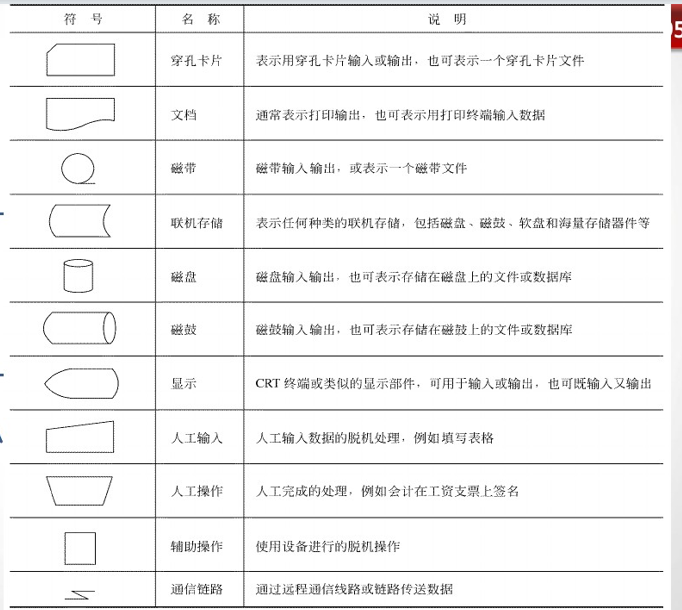 符 号 名 称 说 明
穿孔卡片 表示用穿孔卡片输入或输出，也可表示一个穿孔卡片文件
文档 通常表示打印输出，也可表示用打印终端输入数据
磁带 磁带输入输出，或表示一个磁带文件
联机存储 表示任何种类的联机存储，包括磁盘、磁鼓、软盘和海量存储器件等
磁盘 磁盘输入输出，也可表示存储在磁盘上的文件或数据库
磁鼓 磁鼓输入输出，也可表示存储在磁鼓上的文件或数据库
显示 CRT 终端或类似的显示部件，可用于输入或输出，也可既输入又输出
人工输入 人工输入数据的脱机处理，例如填写表格
人工操作 人工完成的处理，例如会计在工资支票上签名
辅助操作 使用设备进行的脱机操作
通信链路 通过远程通信线路或链路传送数据